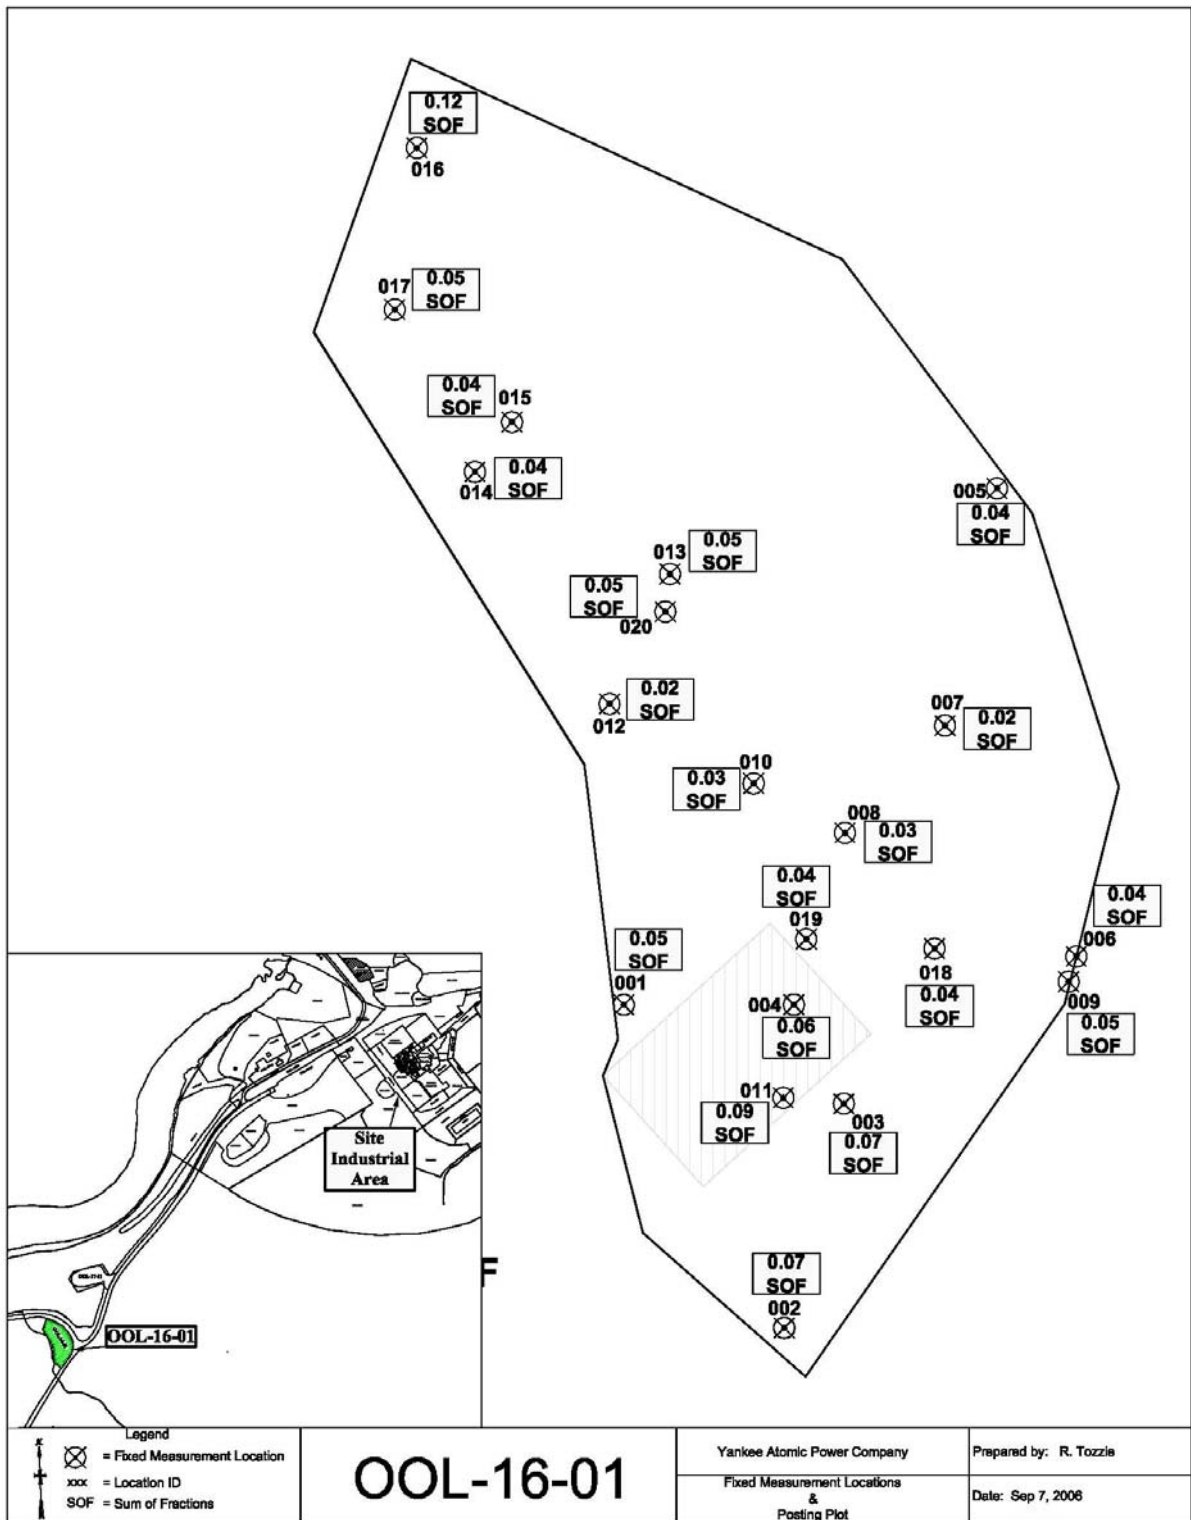 0.12
SOF
016
017
0.05
SOF
0.04
SOF
015
014
0.04
SOF
005
0.04
SOF
013
0.05
SOF
0.05
SOF
020
0.02
SOF
012
007
0.02
SOF
010
0.03
SOF
008
0.03
SOF
0.04
SOF
019
0.04
SOF
006
0.05
SOF
001
018
0.04
SOF
009
0.05
SOF
004
0.06
SOF
011
0.09
SOF
003
0.07
SOF
0.07
SOF
002
Site
Industrial
Area
OOL-16-01
F
Legend
= Fixed Measurement Location
xxx = Location ID
SOF = Sum of Fractions
OOL-16-01
Yankee Atomic Power Company
Fixed Measurement Locations
&
Posting Plot
Prepared by: R. Tozzie
Date: Sep 7, 2006